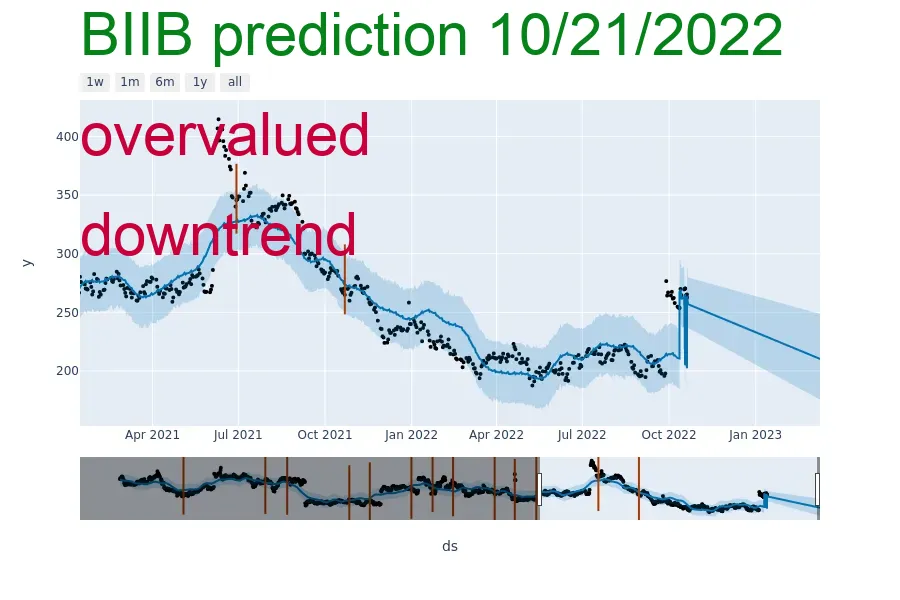 BIIB prediction 10/21/2022
1w 1m 6m 1y all
overvalued
downtrend
400
350
300
250
200
y
Apr 2021 Jul 2021 Oct 2021 Jan 2022 Apr 2022 Jul 2022 Oct 2022 Jan 2023
ds